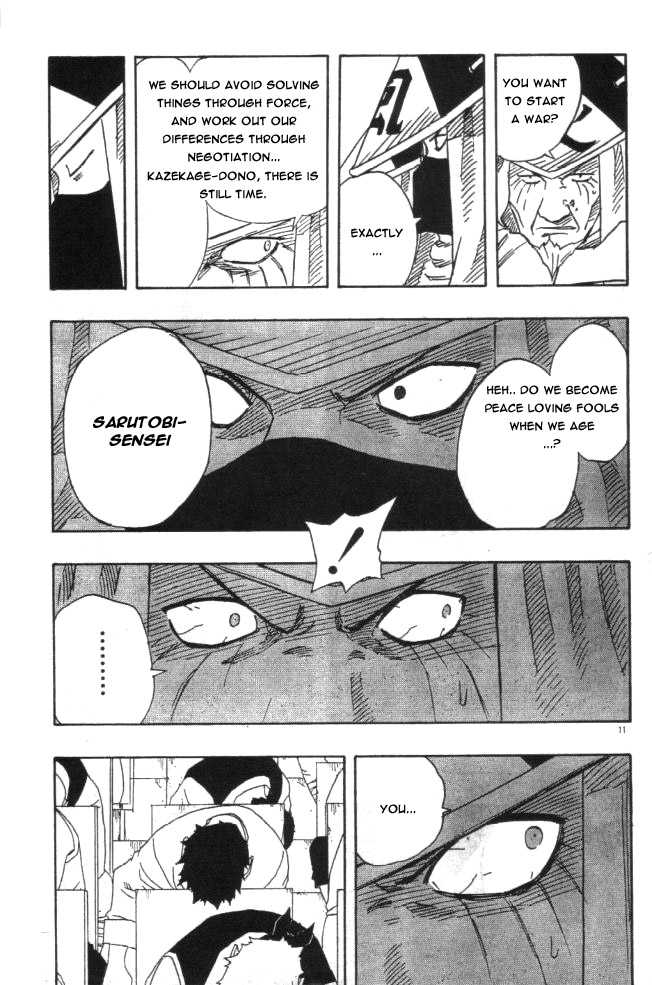 YOU WANT
TO START
A WAR?
EXACTLY
...
WE SHOULD AVOID SOLVING
THINGS THROUGH FORCE,
AND WORK OUT OUR
DIFFERENCES THROUGH
NEGOTIATION...
KAZEKAGE-DONO, THERE IS
STILL TIME.
HEH.. DO WE BECOME
PEACE LOVING FOOLS
WHEN WE AGE
...?
SARUTOBI-
SENSEI
!
........
11
YOU...